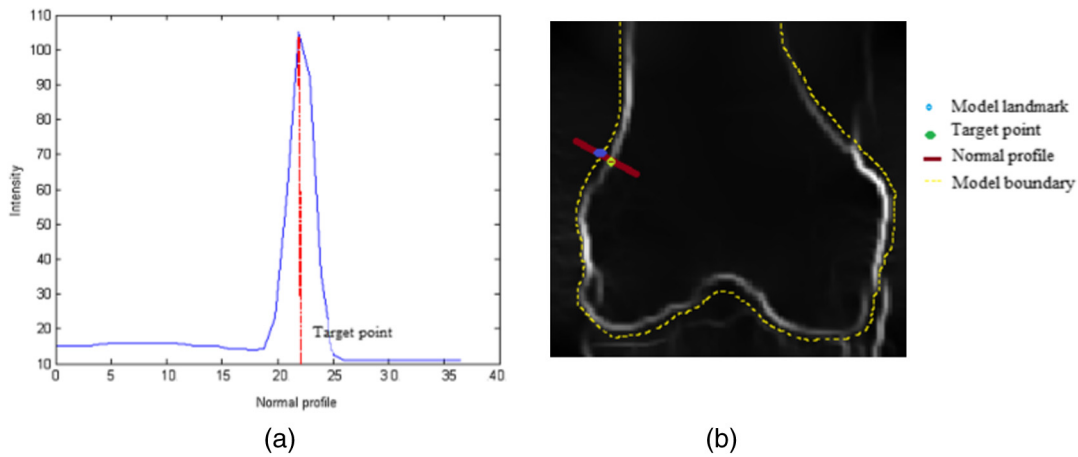 110
100
90
80
70
60
50
40
30
20
10
Intensity
Target point
0 5 10 15 20 25 30 35 40
Normal profile
(a)
Model landmark
Target point
Normal profile
Model boundary
(b)